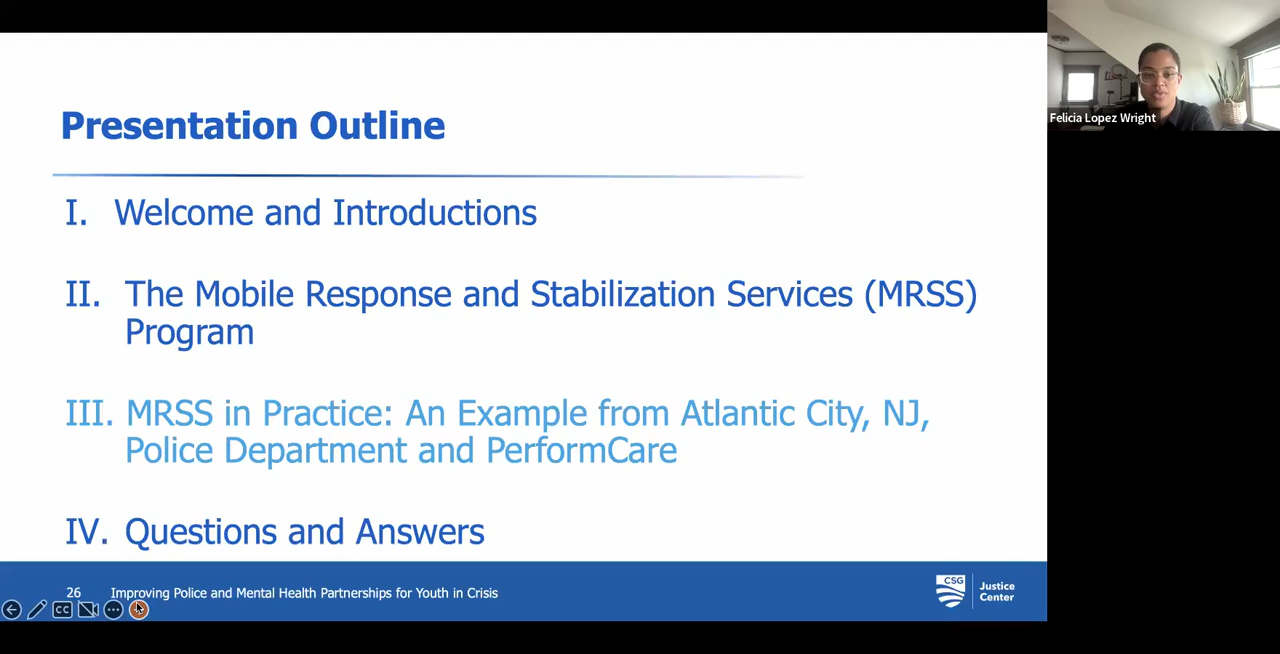 Presentation Outline
I. Welcome and Introductions
II. The Mobile Response and Stabilization Services (MRSS)
Program
III. MRSS in Practice: An Example from Atlantic City, NJ,
Police Department and PerformCare
IV. Questions and Answers
26 Improving Police and Mental Health Partnerships for Youth in Crisis
CC
CSG
Justice
Center
Felicia Lopez Wright